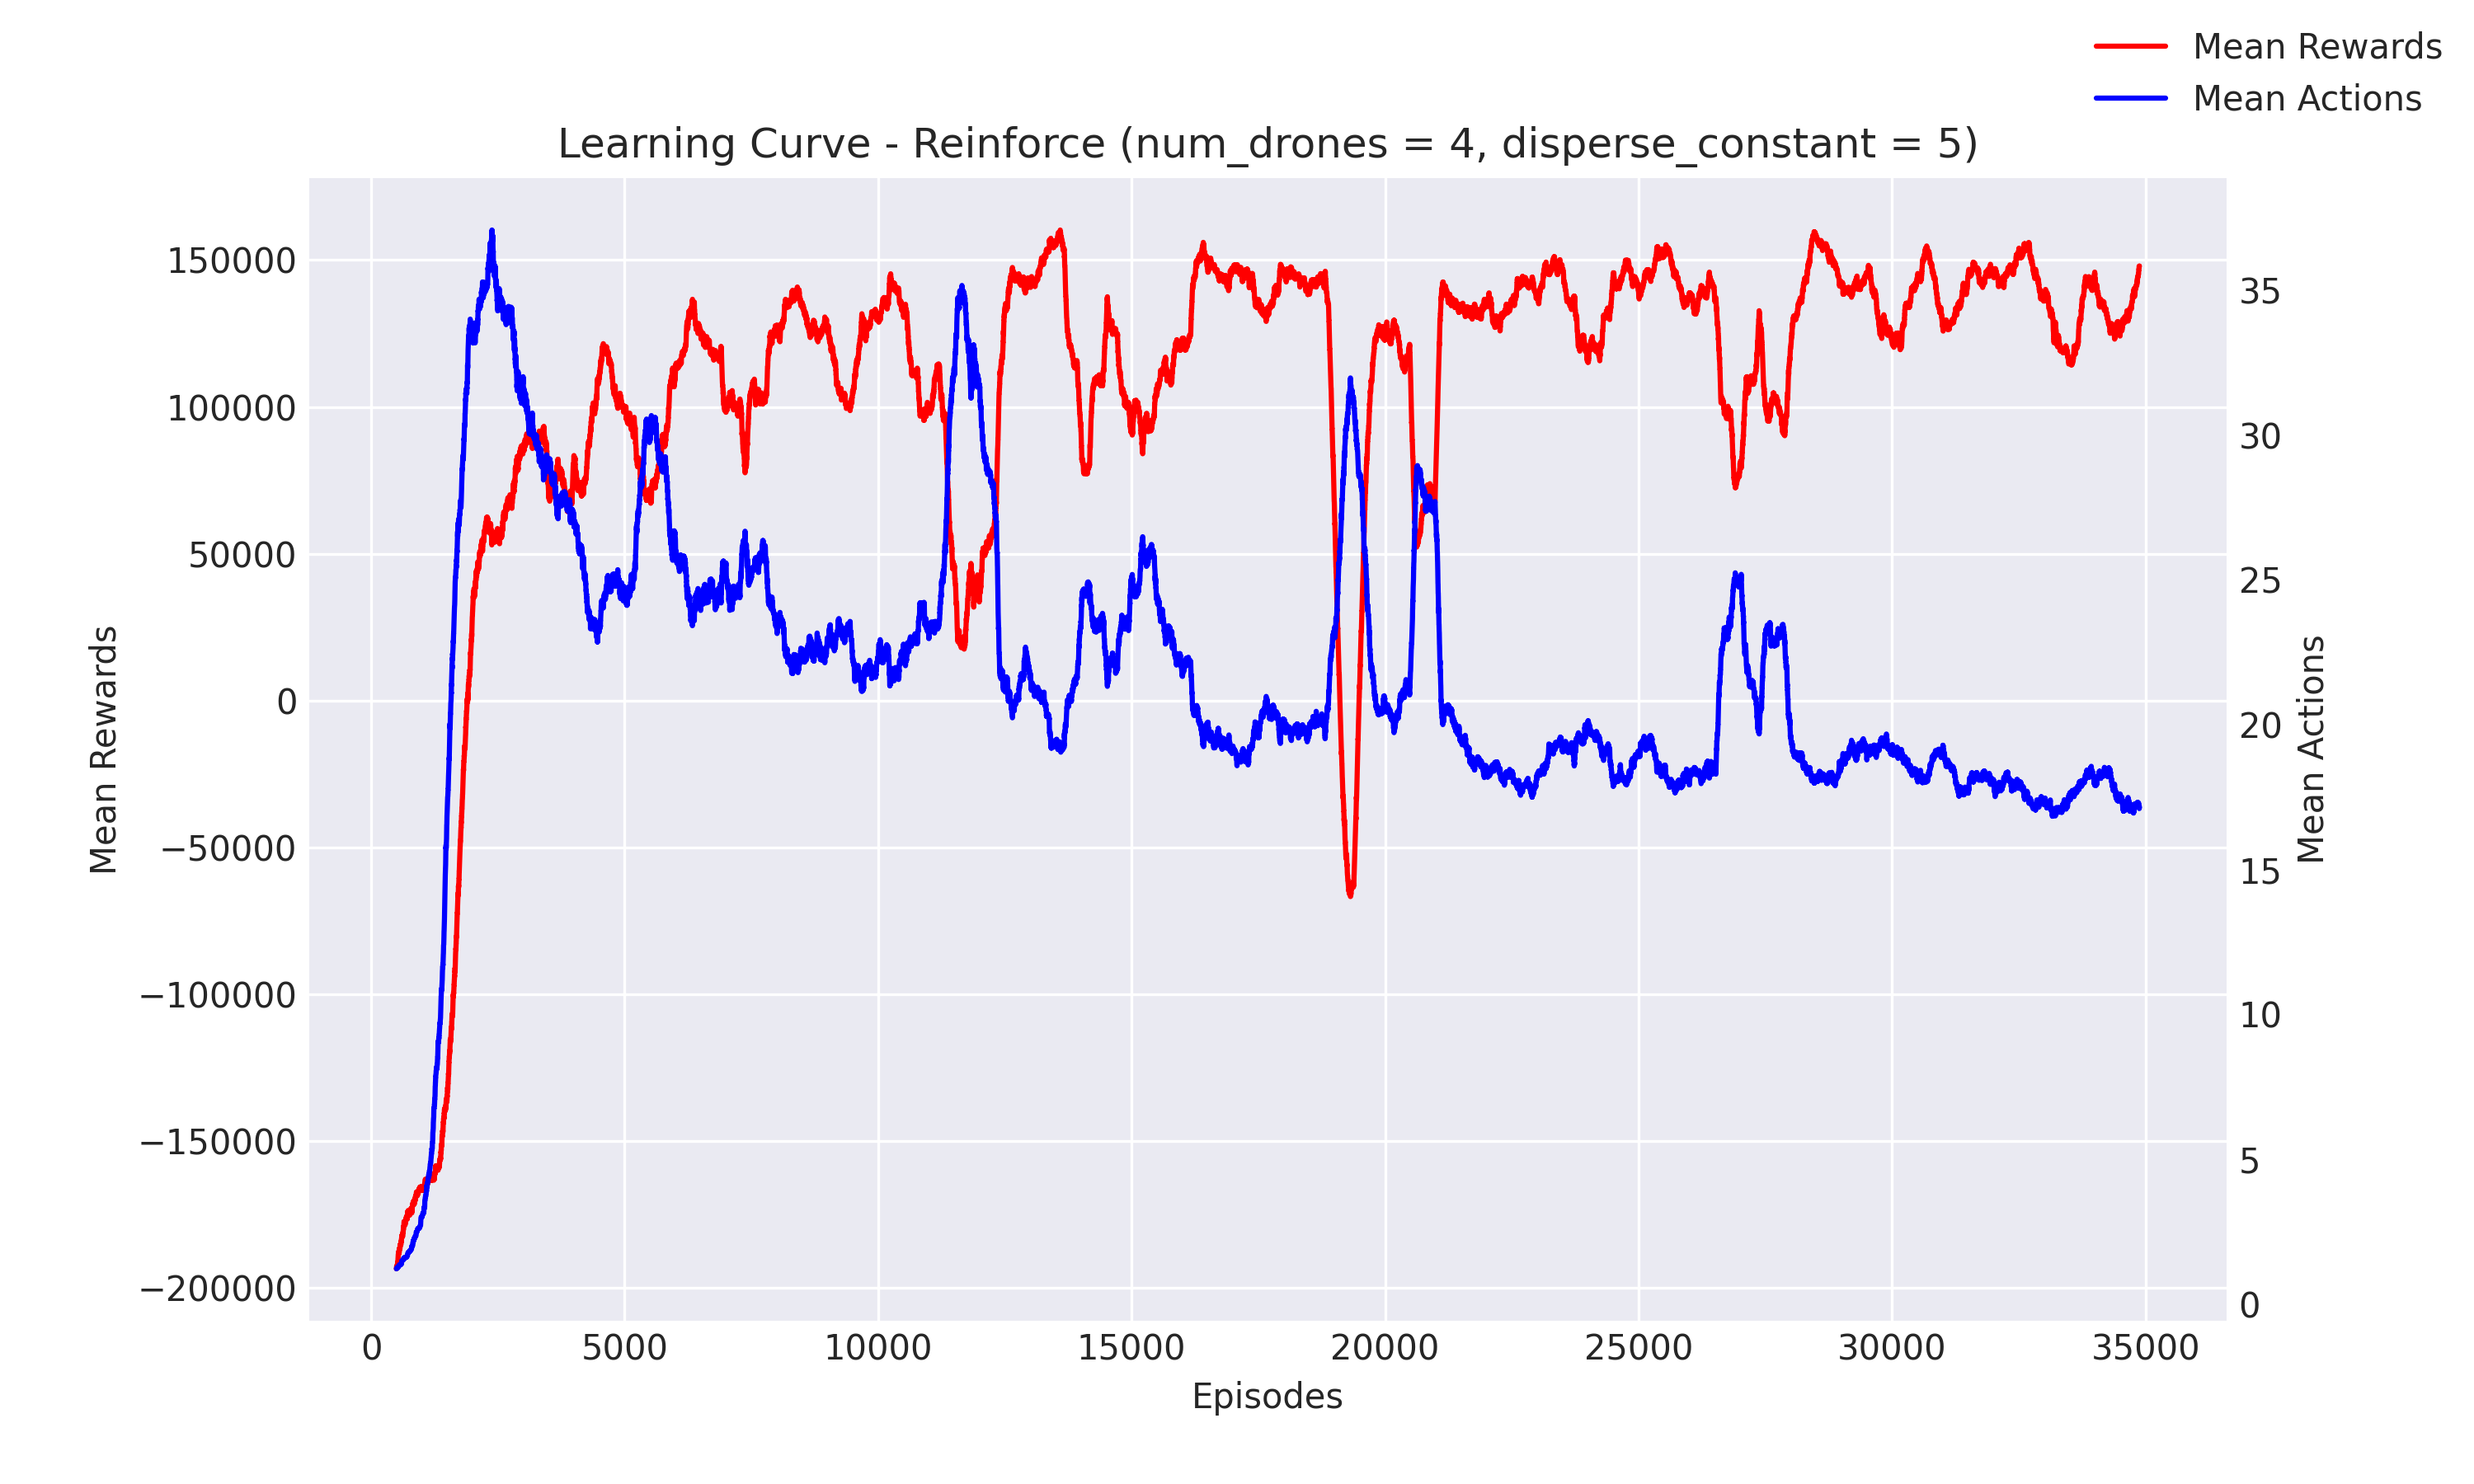 Mean Rewards
Mean Actions
Learning Curve - Reinforce (num_drones = 4, disperse_constant = 5)
150000
100000
50000
0
−50000
−100000
−150000
−200000
Mean Rewards
35
30
25
20
15
10
5
0
Mean Actions
0 5000 10000 15000 20000 25000 30000 35000
Episodes